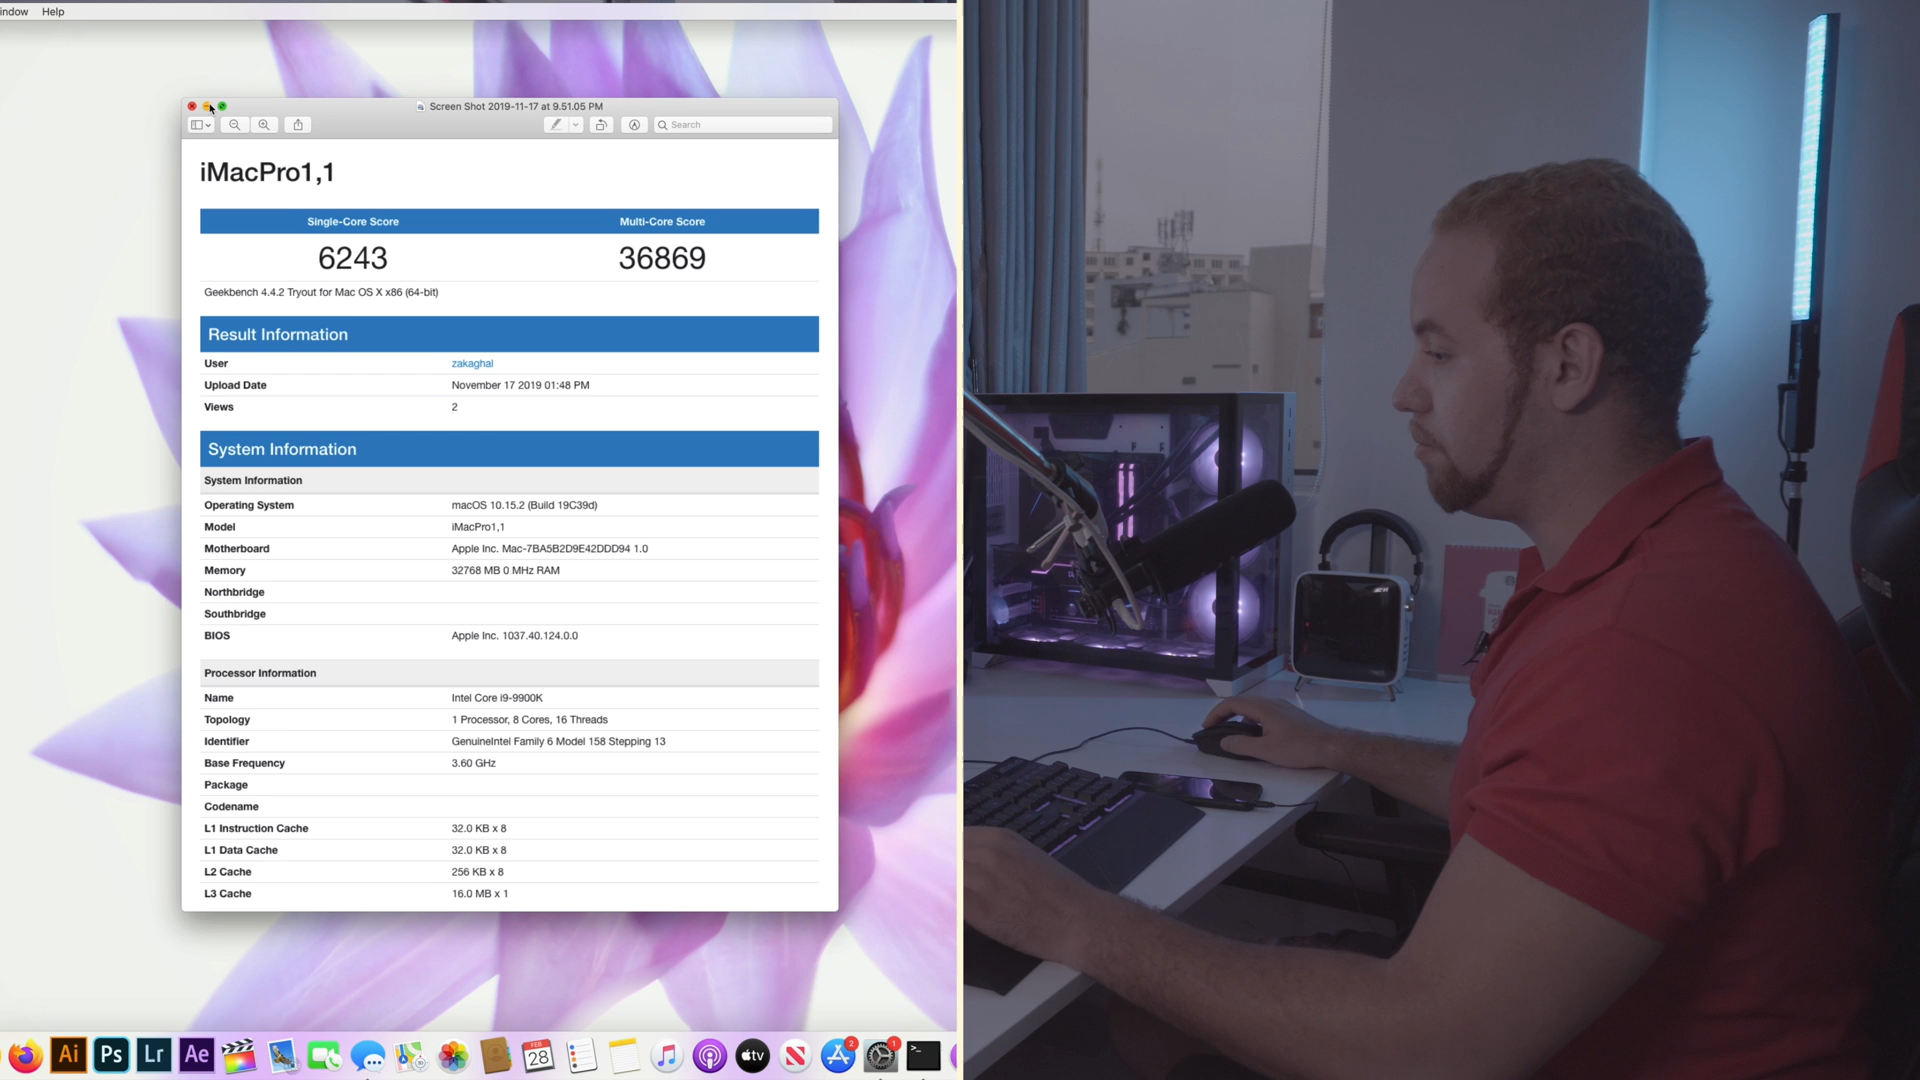 indow Help
Screen Shot 2019-11-17 at 9.51.05 PM
Search
iMacPro1,1
Single-Core Score Multi-Core Score
6243 36869
Geekbench 4.4.2 Tryout for Mac OS X x86 (64-bit)
Result Information
User zakaghal
Upload Date November 17 2019 01:48 PM
Views 2
System Information
System Information
Operating System macOS 10.15.2 (Build 19C39d)
Model iMacPro1,1
Motherboard Apple Inc. Mac-7BA5B2D9E42DDD94 1.0
Memory 32768 MB 0 MHz RAM
Northbridge
Southbridge
BIOS Apple Inc. 1037.40.124.0.0
Processor Information
Name Intel Core i9-9900K
Topology 1 Processor, 8 Cores, 16 Threads
Identifier GenuineIntel Family 6 Model 158 Stepping 13
Base Frequency 3.60 GHz
Package
Codename
L1 Instruction Cache 32.0 KB x 8
L1 Data Cache 32.0 KB x 8
L2 Cache 256 KB x 8
L3 Cache 16.0 MB x 1
Ai Ps Lr Ae FEB 28 tv 2 1 >_